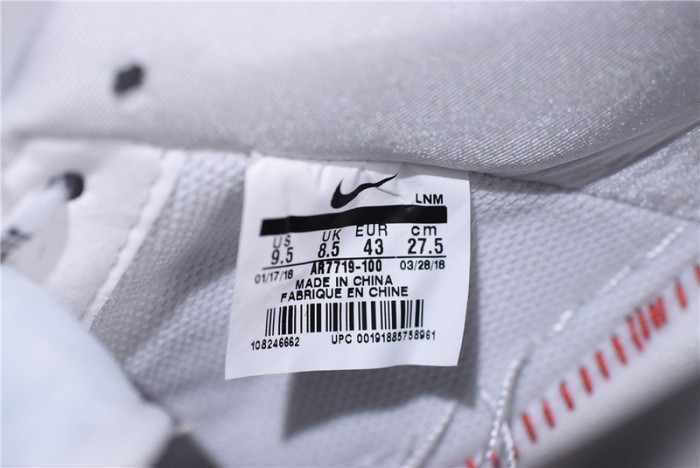 LNM
US UK EUR cm
9.5 8.5 43 27.5
01/17/18 AR7719-100 03/28/18
MADE IN CHINA
FABRIQUE EN CHINE
108246662 UPC 00191885758961